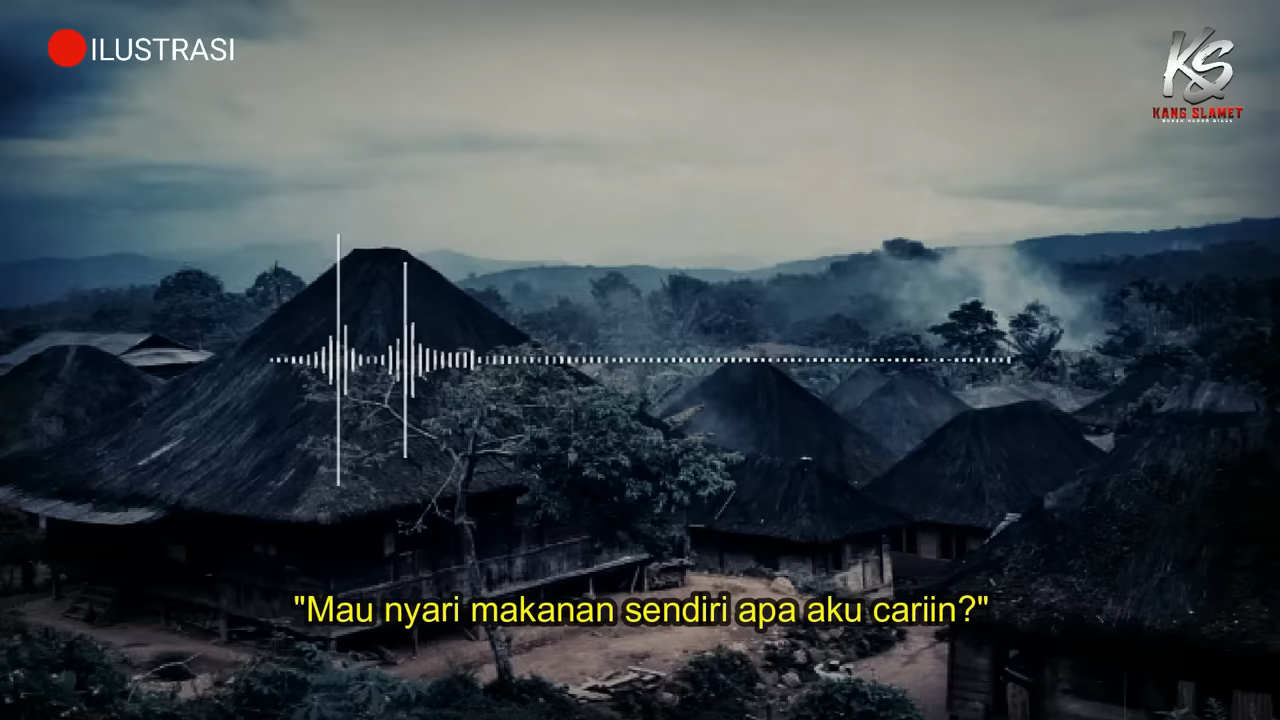 ILUSTRASI
KS
KANG SLAMET
"Mau nyari makanan sendiri apa aku cariin?"